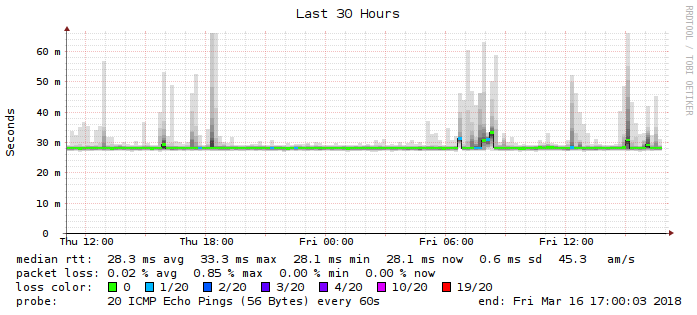 Last 30 Hours
RRDTOOL / TOBI OETIKER
Seconds
60 m
50 m
40 m
30 m
20 m
10 m
0
Thu 12:00 Thu 18:00 Fri 00:00 Fri 06:00 Fri 12:00
median rtt: 28.3 ms avg 33.3 ms max 28.1 ms min 28.1 ms now 0.6 ms sd 45.3 am/s
packet loss: 0.02 % avg 0.85 % max 0.00 % min 0.00 % now
loss color: 0 1/20 2/20 3/20 4/20 10/20 19/20
probe: 20 ICMP Echo Pings (56 Bytes) every 60s end: Fri Mar 16 17:00:03 2018